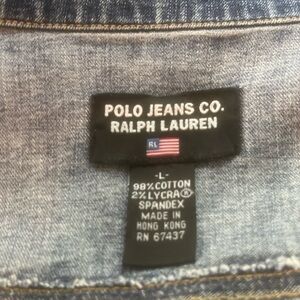 POLO JEANS CO.
RALPH LAUREN
RL
-L-
98% COTTON
2% LYCRA®
SPANDEX
MADE IN
HONG KONG
RN 67437